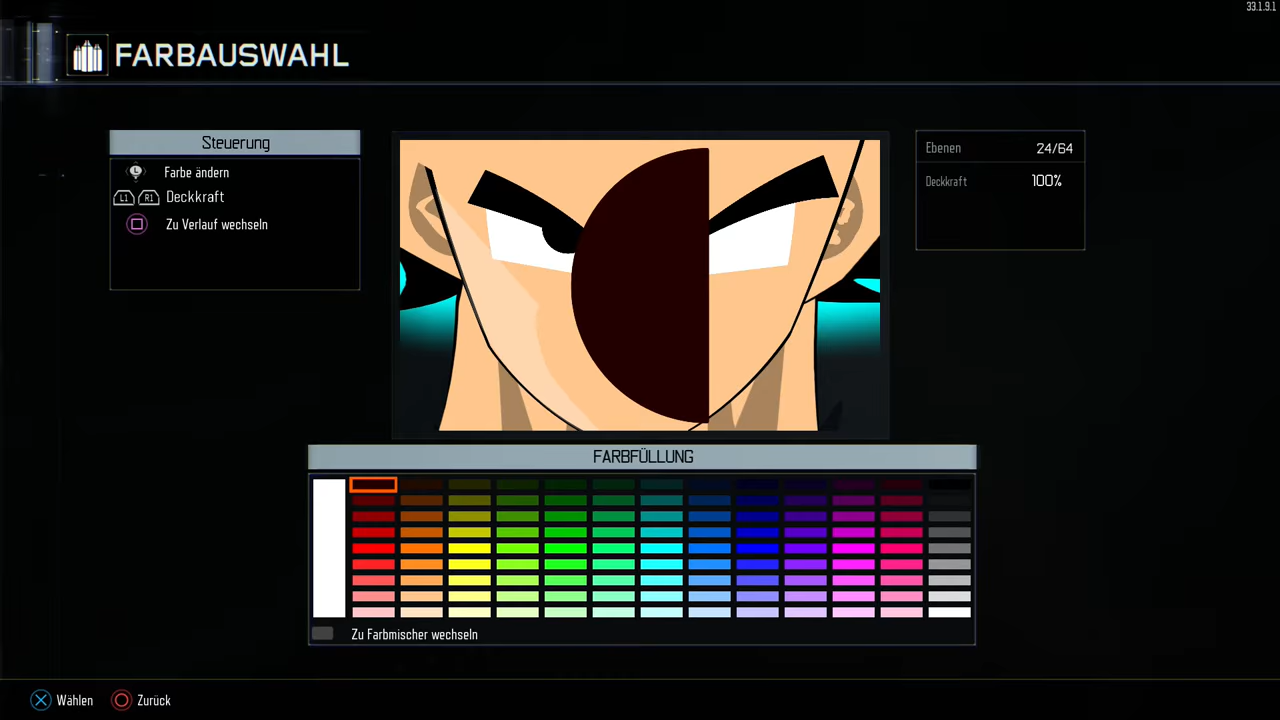 33.1.9.1
FARBAUSWAHL
Steuerung
L Farbe ändern
L1 R1 Deckkraft
Zu Verlauf wechseln
Ebenen 24/64
Deckkraft 100%
FARBFÜLLUNG
Zu Farbmischer wechseln
Wählen Zurück